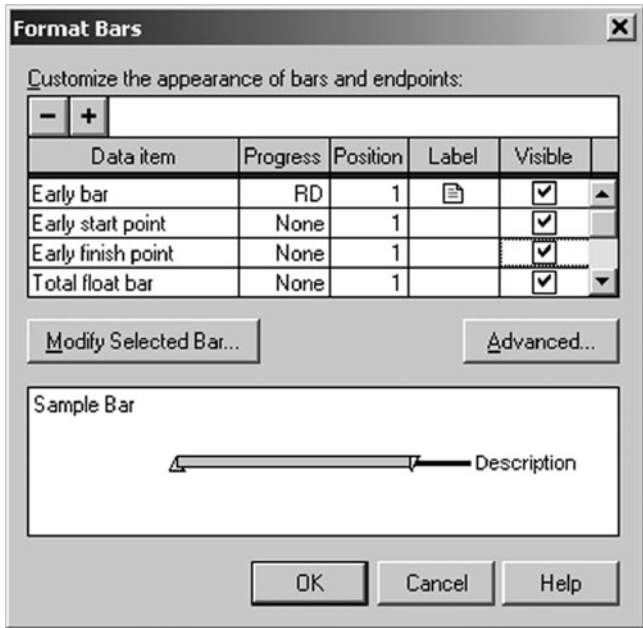 Format Bars
Customize the appearance of bars and endpoints:
Data item Progress Position Label Visible
Early bar RD 1
Early start point None 1
Early finish point None 1
Total float bar None 1
Modify Selected Bar... Advanced...
Sample Bar
Description
OK Cancel Help